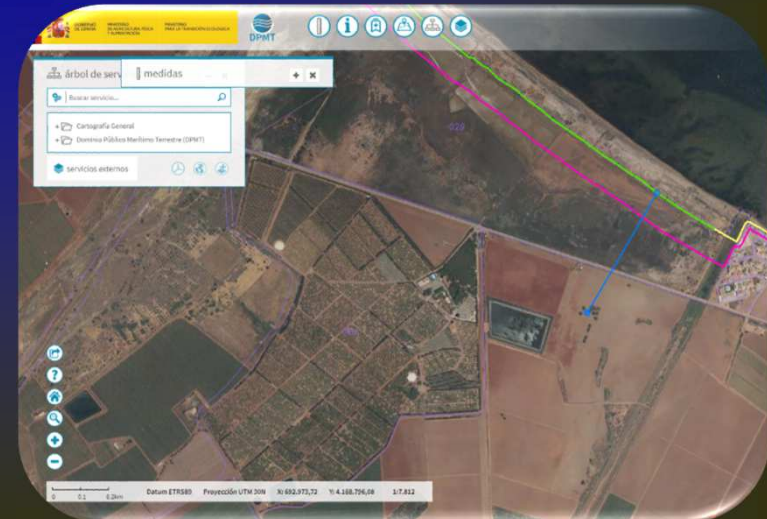 GOBIERNO DE ESPAÑA
MINISTERIO DE AGRICULTURA, PESCA Y ALIMENTACIÓN
MINISTERIO PARA LA TRANSICIÓN ECOLÓGICA
DPMT
árbol de serv
medidas
Buscar servicio...
Cartografía General
Dominio Público Marítimo Terrestre (DPMT)
servicios externos
0 0.1 0.2km Datum ETRS89 Proyección UTM 30N X: 692.973,72 Y: 4.168.796,08 1:7.812